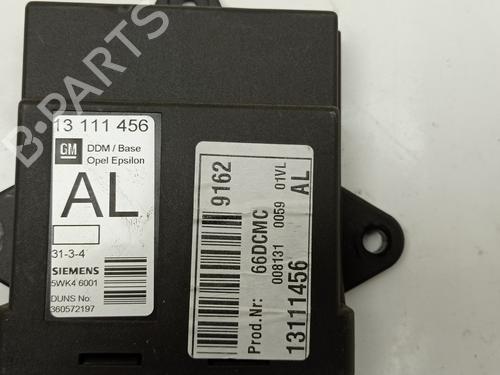 13 111 456
GM
DDM / Base
Opel Epsilon
AL
31-3-4
SIEMENS
5WK4 6001
DUNS No:
360572197
9162
66DCMC
008131 0059 01VL
Prod.Nr:
13111456 AL
B-PARTS